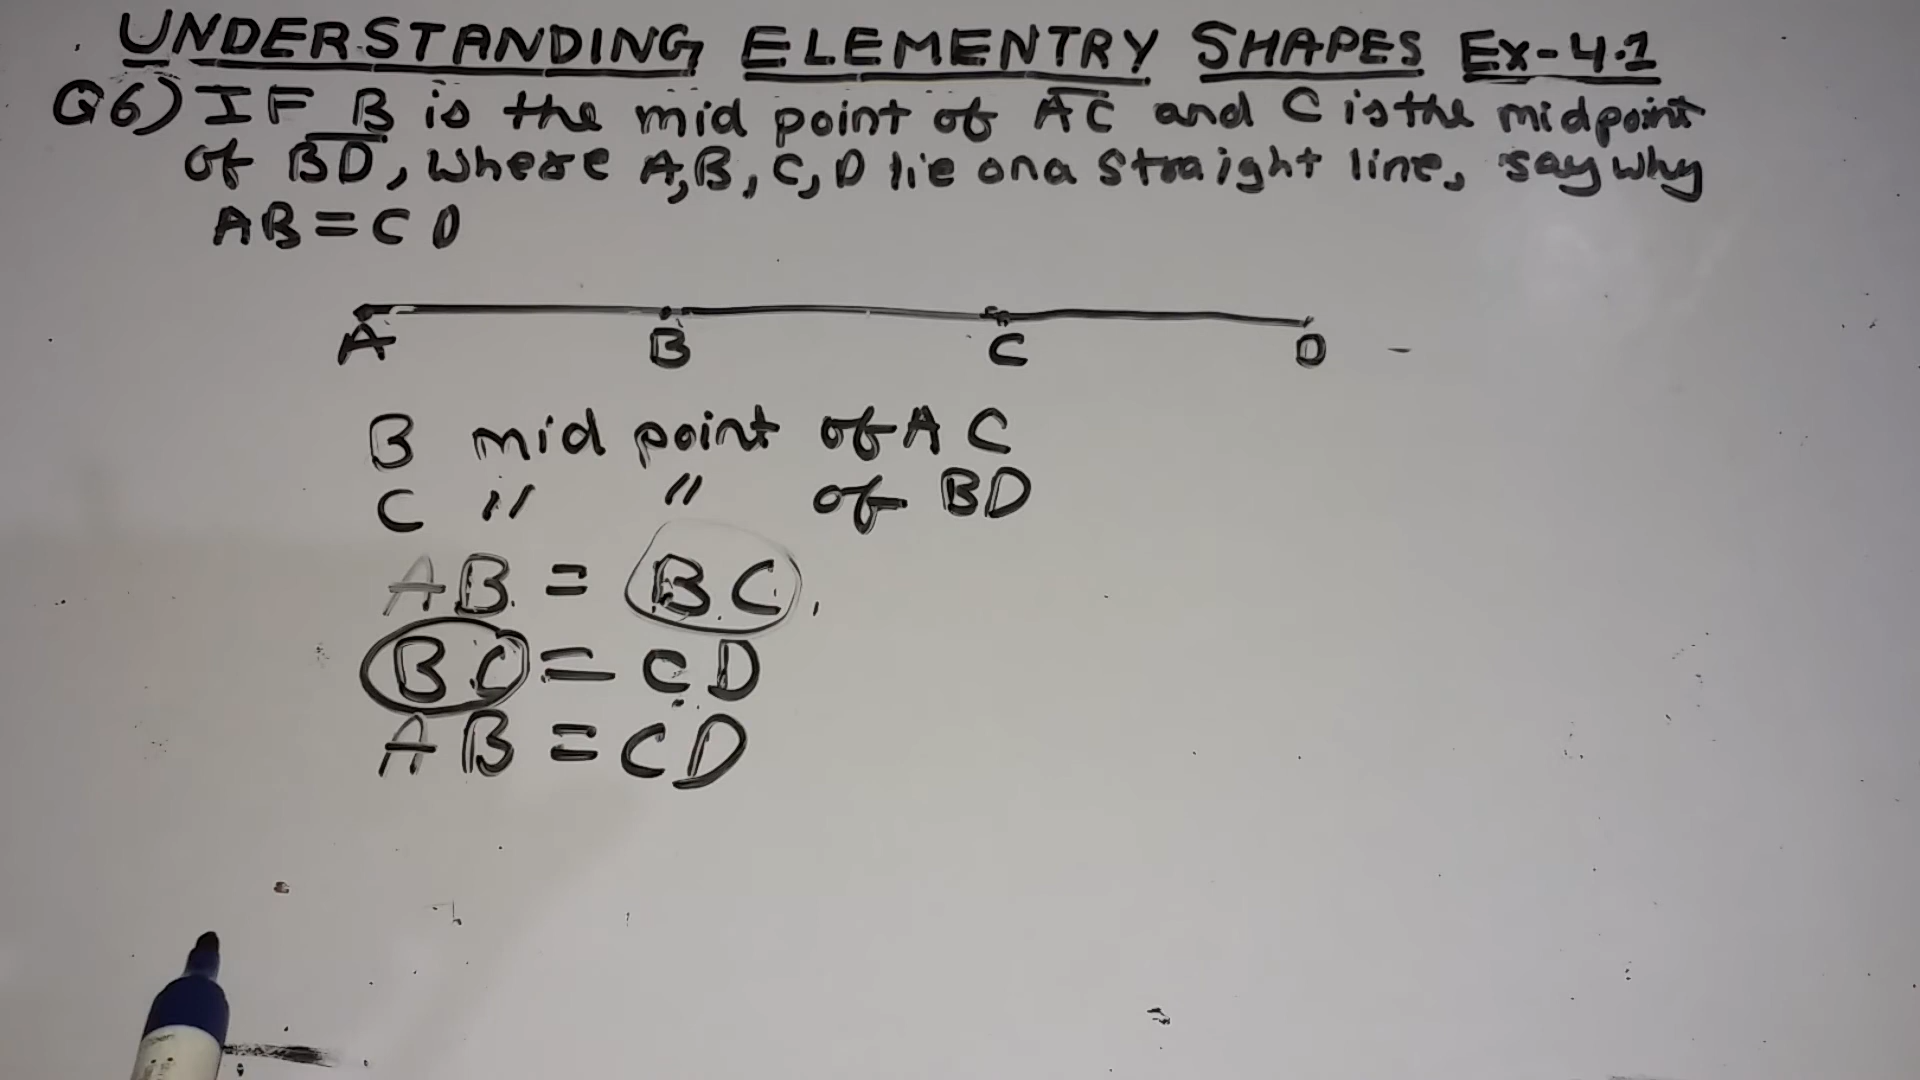 UNDERSTANDING ELEMENTRY SHAPES Ex-4.1
Q6) IF B is the mid point of AC and C is the midpoint
of BD, where A,B,C,D lie on a straight line, say why
AB=CD
A B C D
B mid point of A C
C " " of BD
AB = BC
BC = CD
AB = CD